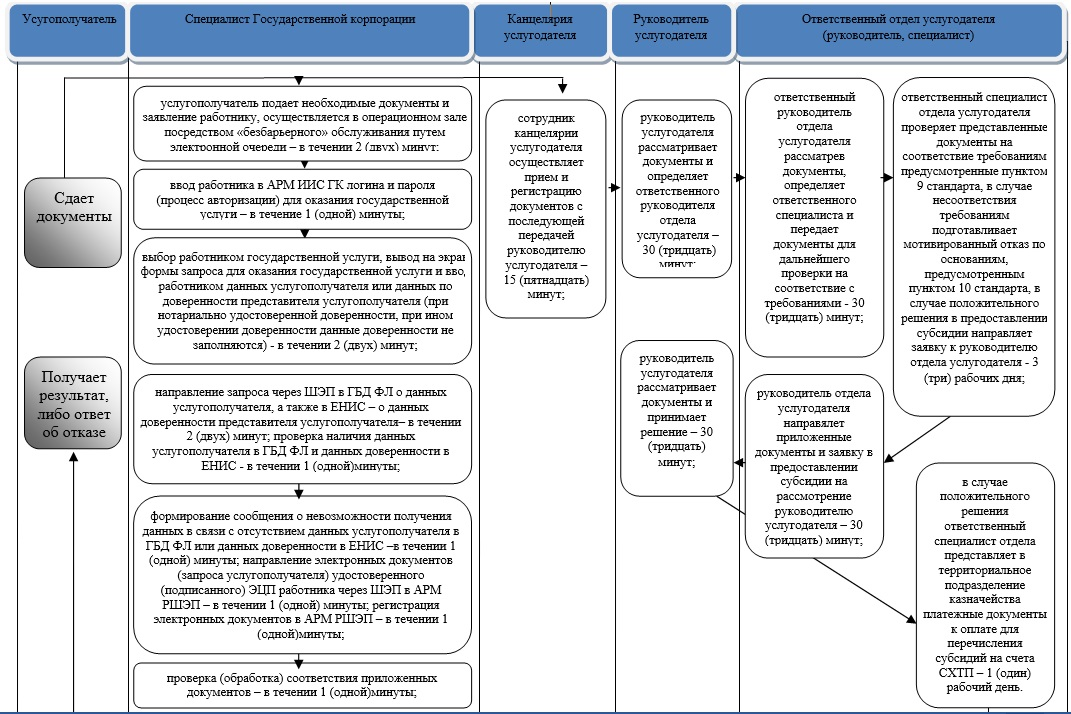 Усугополучатель
Специалист Государственной корпорации
Канцелярия
услугодателя
Руководитель
услугодателя
Ответственный отдел услугодателя
(руководитель, специалист)
Сдает
документы
Получает
результат,
либо ответ
об отказе
услугополучатель подает необходимые документы и
заявление работнику, осуществляется в операционном зале
посредством «безбарьерного» обслуживания путем
электронной очереди – в течении 2 (двух) минут;
ввод работника в АРМ ИИС ГК логина и пароля
(процесс авторизации) для оказания государственной
услуги – в течение 1 (одной) минуты;
выбор работником государственной услуги, вывод на экран
формы запроса для оказания государственной услуги и ввод
работником данных услугополучателя или данных по
доверенности представителя услугополучателя (при
нотариально удостоверенной доверенности, при ином
удостоверении доверенности данные доверенности не
заполняются) - в течении 2 (двух) минут;
направление запроса через ШЭП в ГБД ФЛ о данных
услугополучателя, а также в ЕНИС – о данных
доверенности представителя услугополучателя– в течении
2 (двух) минут; проверка наличия данных
услугополучателя в ГБД ФЛ и данных доверенности в
ЕНИС - в течении 1 (одной)минуты;
формирование сообщения о невозможности получения
данных в связи с отсутствием данных услугополучателя в
ГБД ФЛ или данных доверенности в ЕНИС –в течении 1
(одной) минуты; направление электронных документов
(запроса услугополучателя) удостоверенного
(подписанного) ЭЦП работника через ШЭП в АРМ
РШЭП – в течении 1 (одной) минуты; регистрация
электронных документов в АРМ РШЭП – в течении 1
(одной)минуты;
проверка (обработка) соответствия приложенных
документов – в течении 1 (одной)минуты;
сотрудник
канцелярии
услугодателя
осуществляет
прием и
регистрацию
документов с
последующей
передачей
руководителю
услугодателя –
15 (пятнадцать)
минут;
руководитель
услугодателя
рассматривает
документы и
определяет
ответственного
руководителя
отдела
услугодателя –
30 (тридцать)
минут;
руководитель
услугодателя
рассматривает
документы и
принимает
решение – 30
(тридцать)
минут;
ответственный
руководитель
отдела
услугодателя
рассматрев
документы,
определяет
ответственного
специалиста и
передает
документы для
дальнейшего
проверки на
соответствие с
требованиями - 30
(тридцать) минут;
руководитель отдела
услугодателя
направялет
приложенные
документы и заявку в
предоставлении
субсидии на
рассмотрение
руководителю
услугодателя – 30
(тридцать) минут;
ответственный специалист
отдела услугодателя
проверяет представленные
документы на
соответствие требованиям
предусмотренные пунктом
9 стандарта, в случае
несоответствия
требованиям
подготавливает
мотивированный отказ по
основаниям,
предусмотренным
пунктом 10 стандарта, в
случае положительного
решения в предоставлении
субсидии направляет
заявку к руководителю
отдела услугодателя - 3
(три) рабочих дня;
в случае
положительного
решения
ответственный
специалист отдела
представляет в
территориальное
подразделение
казначейства
платежные документы
к оплате для
перечисления
субсидий на счета
СХТП – 1 (один)
рабочий день.